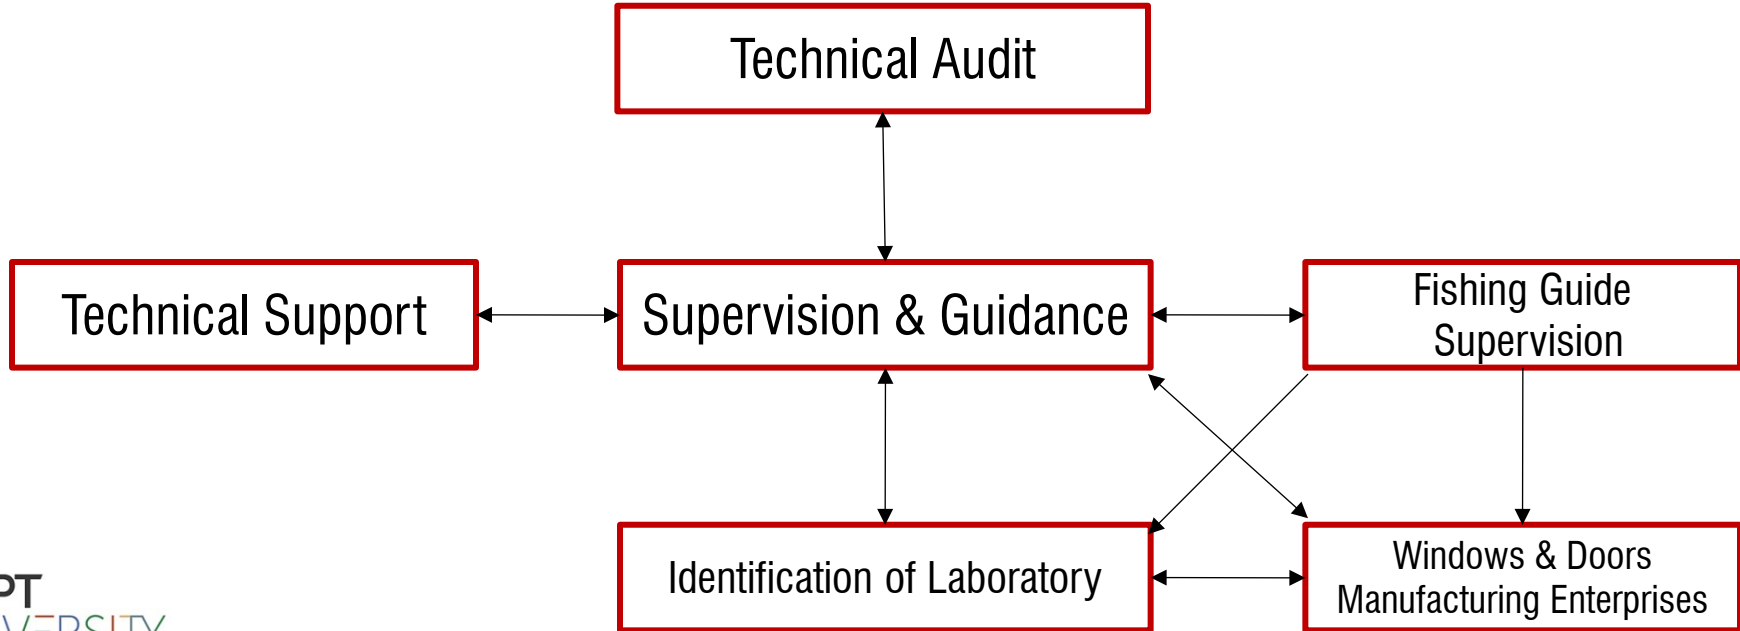 Technical Audit
Technical Support
Supervision & Guidance
Fishing Guide
Supervision
Identification of Laboratory
Windows & Doors
Manufacturing Enterprises